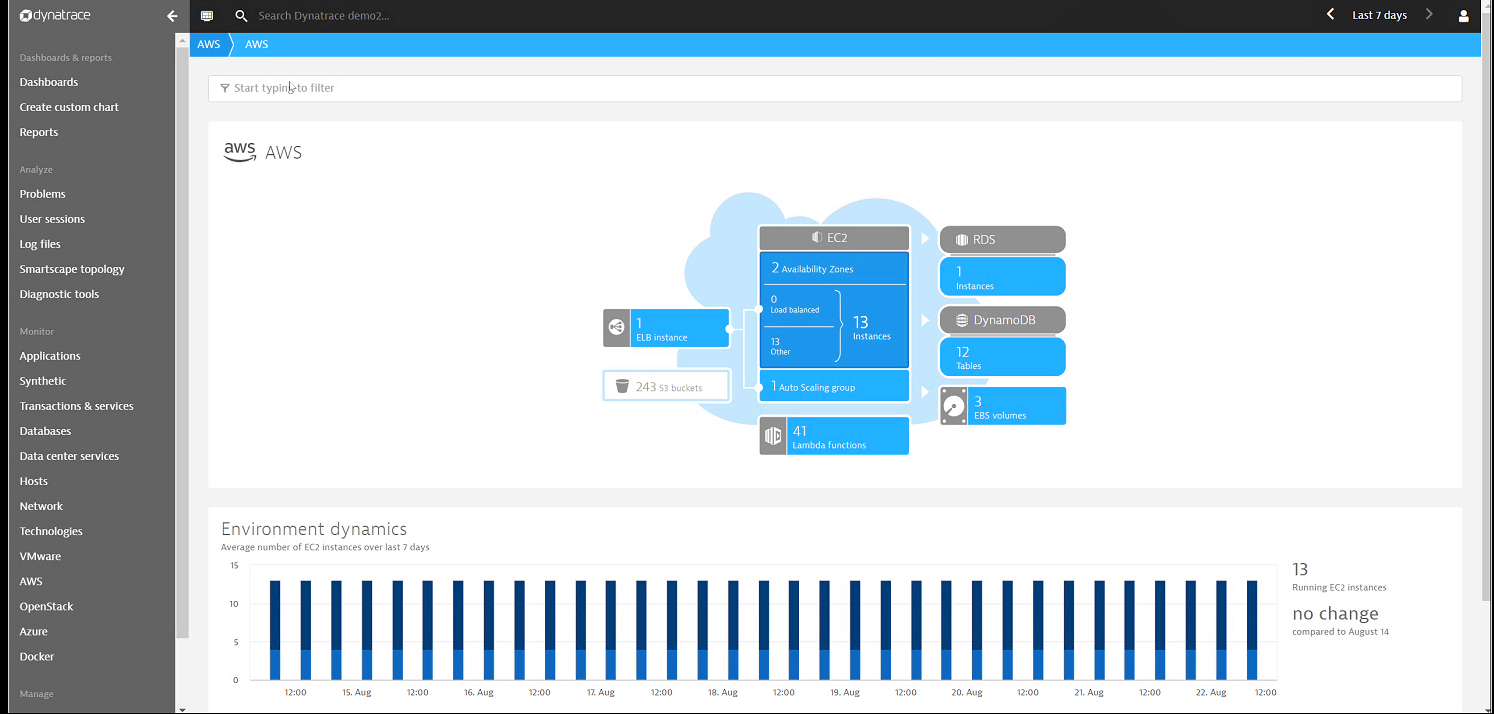 dynatrace
Search Dynatrace demo2...
Last 7 days
AWS
AWS
Dashboards & reports
Dashboards
Create custom chart
Reports
Analyze
Problems
User sessions
Log files
Smartscape topology
Diagnostic tools
Monitor
Applications
Synthetic
Transactions & services
Databases
Data center services
Hosts
Network
Technologies
VMware
AWS
OpenStack
Azure
Docker
Manage
Start typing to filter
aws AWS
EC2
2 Availability Zones
0
Load balanced
13
Other
13
Instances
1 Auto Scaling group
1
ELB instance
243 S3 buckets
41
Lambda functions
RDS
1
Instances
DynamoDB
12
Tables
3
EBS volumes
Environment dynamics
Average number of EC2 instances over last 7 days
15
10
5
0
12:00 15. Aug 12:00 16. Aug 12:00 17. Aug 12:00 18. Aug 12:00 19. Aug 12:00 20. Aug 12:00 21. Aug 12:00 22. Aug 12:00
13
Running EC2 instances
no change
compared to August 14